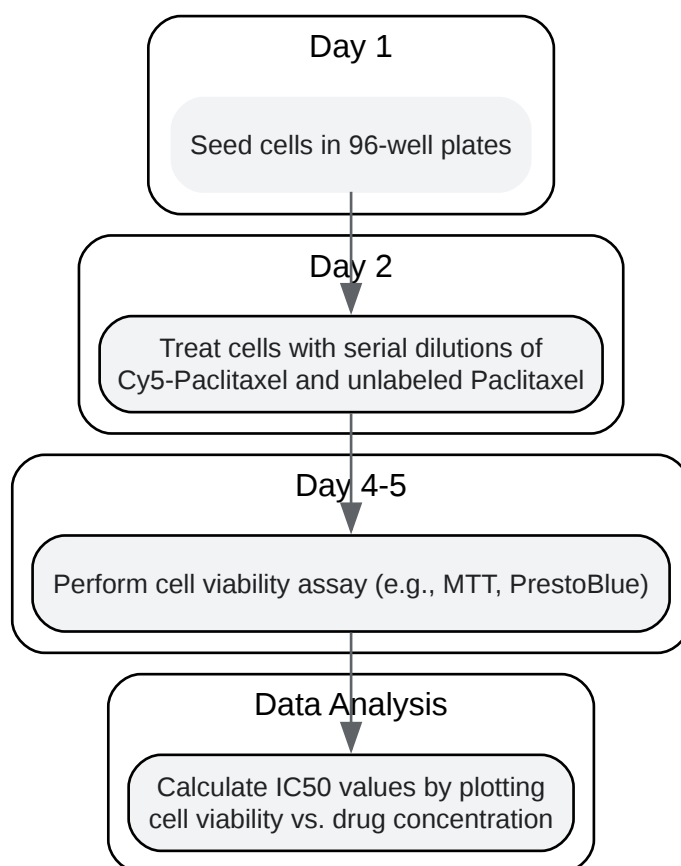 Day 1
Seed cells in 96-well plates
Day 2
Treat cells with serial dilutions of
Cy5-Paclitaxel and unlabeled Paclitaxel
Day 4-5
Perform cell viability assay (e.g., MTT, PrestoBlue)
Data Analysis
Calculate IC50 values by plotting
cell viability vs. drug concentration